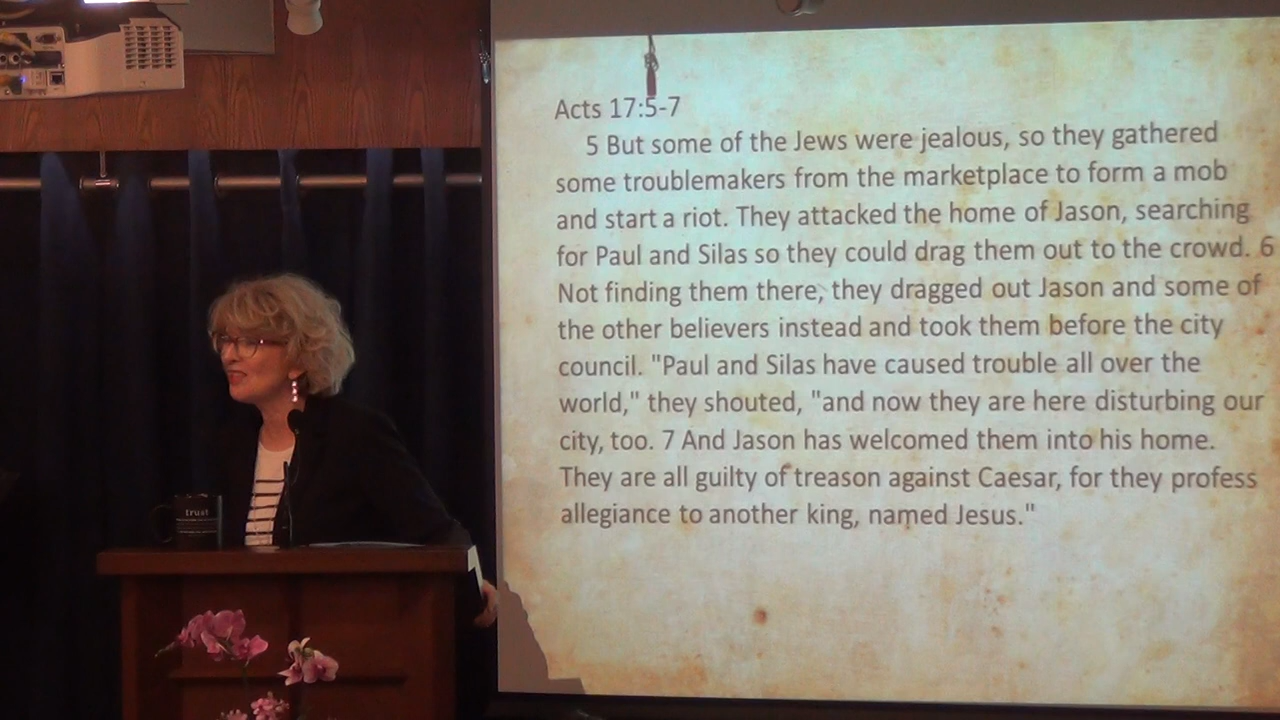 Acts 17:5-7
5 But some of the Jews were jealous, so they gathered
some troublemakers from the marketplace to form a mob
and start a riot. They attacked the home of Jason, searching
for Paul and Silas so they could drag them out to the crowd. 6
Not finding them there, they dragged out Jason and some of
the other believers instead and took them before the city
council. "Paul and Silas have caused trouble all over the
world," they shouted, "and now they are here disturbing our
city, too. 7 And Jason has welcomed them into his home.
They are all guilty of treason against Caesar, for they profess
allegiance to another king, named Jesus."
trust